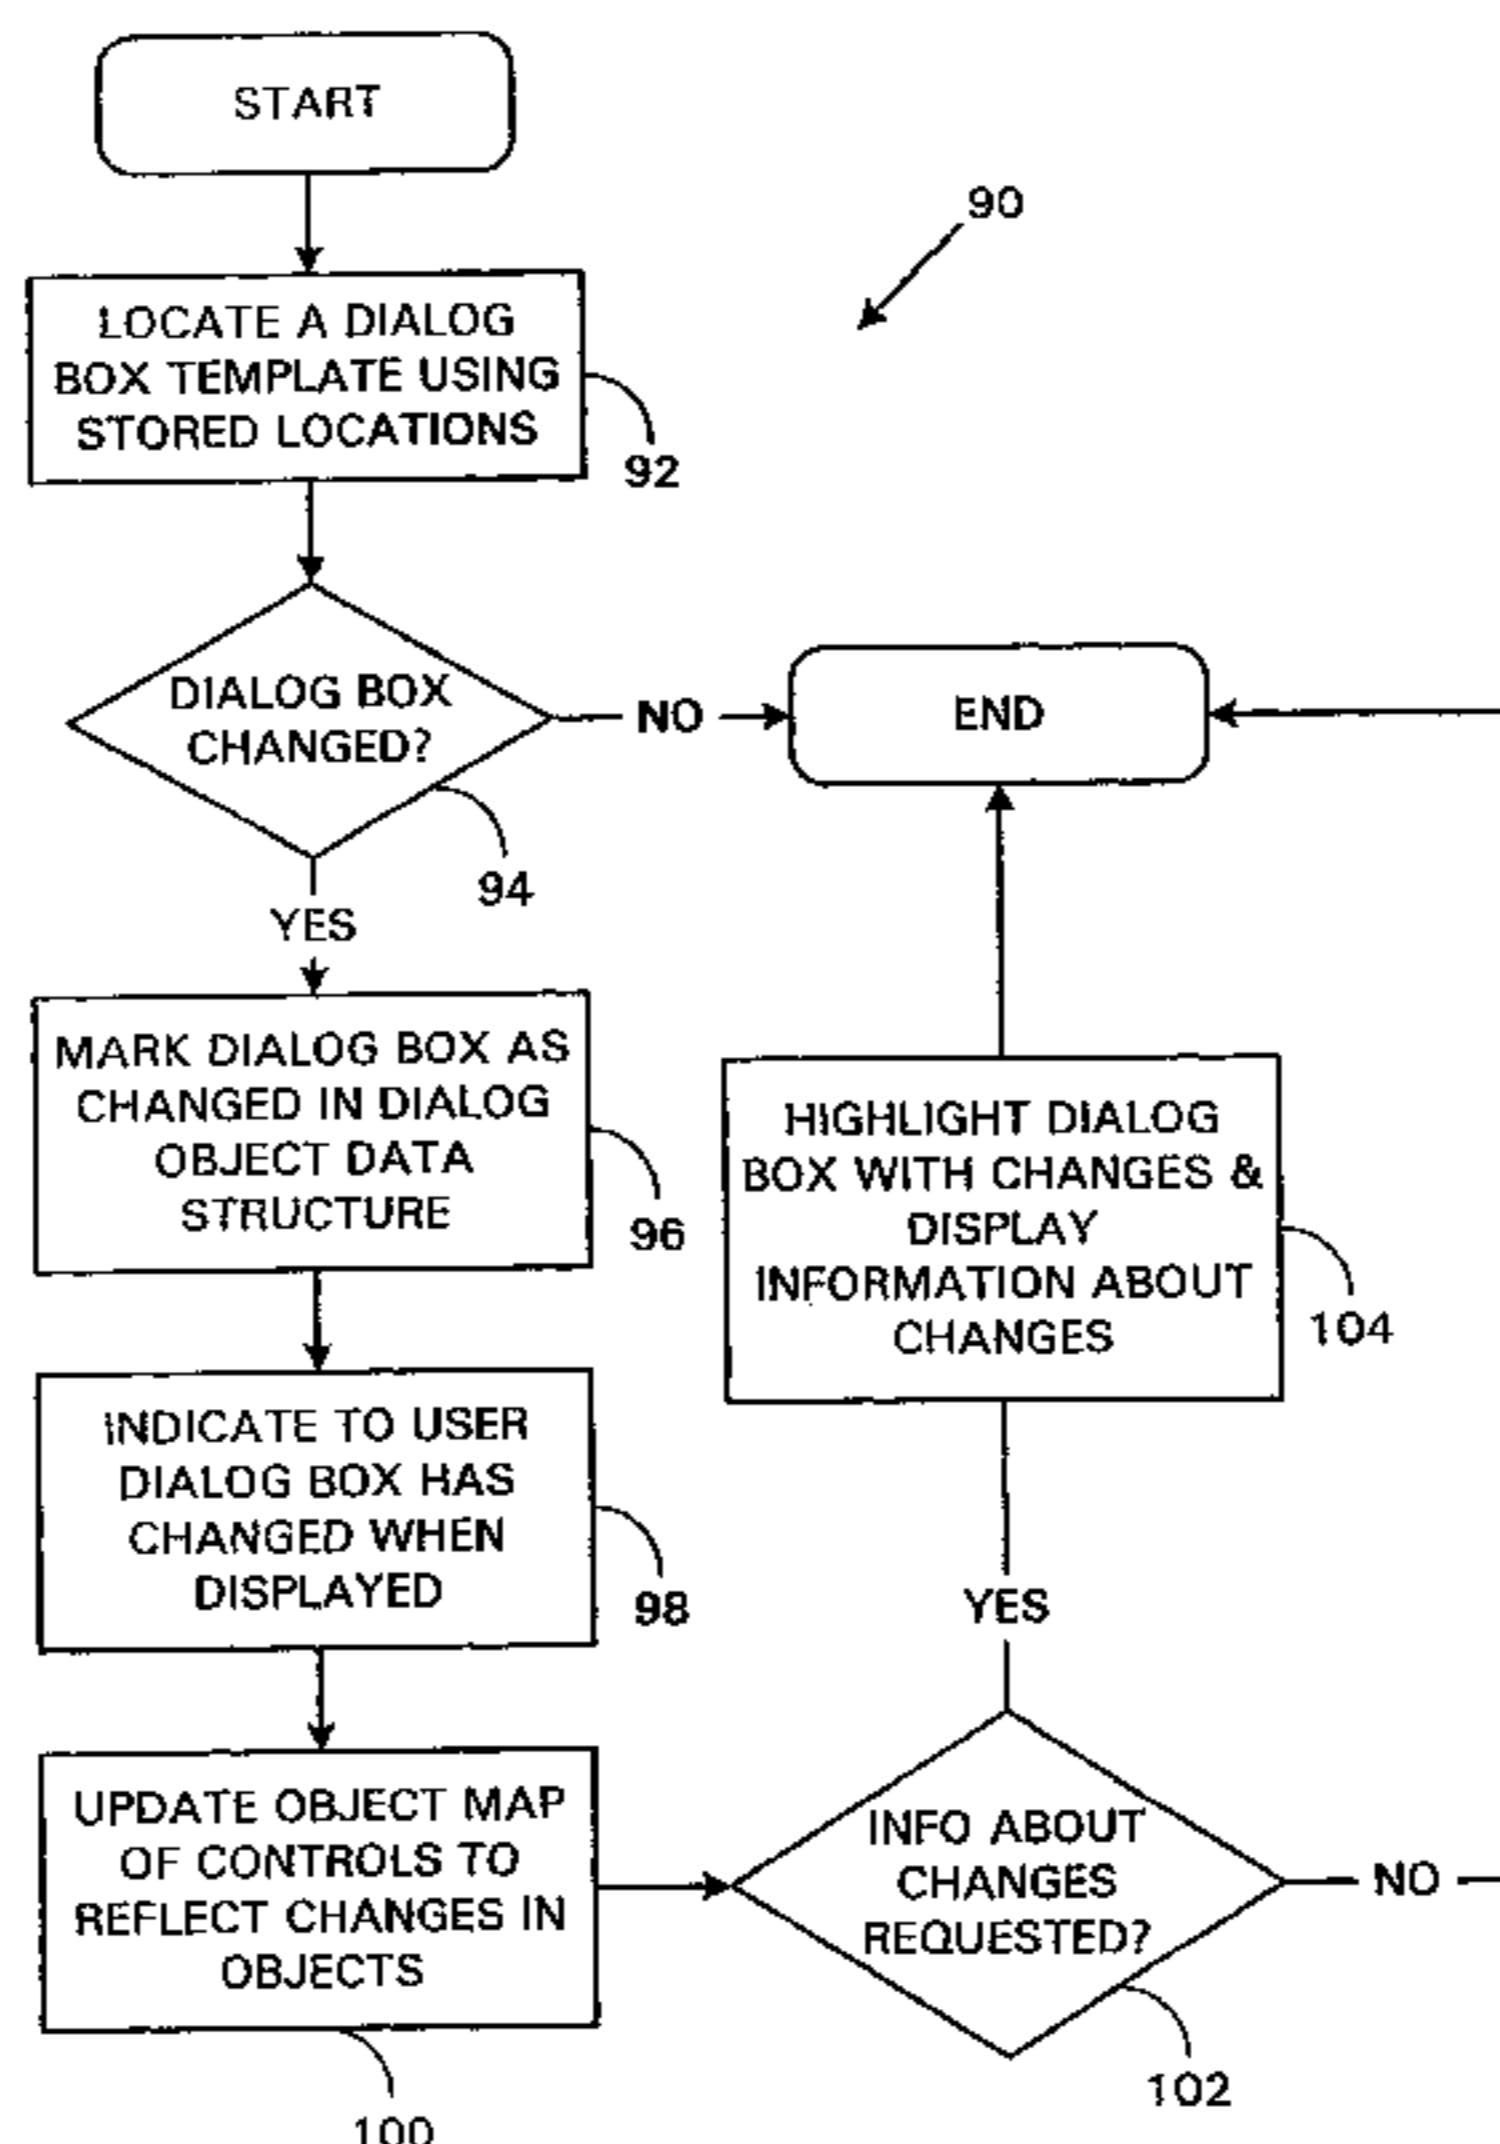 START
90
LOCATE A DIALOG
BOX TEMPLATE USING
STORED LOCATIONS
92
DIALOG BOX
CHANGED?
NO
END
94
YES
MARK DIALOG BOX AS
CHANGED IN DIALOG
OBJECT DATA
STRUCTURE
96
HIGHLIGHT DIALOG
BOX WITH CHANGES &
DISPLAY
INFORMATION ABOUT
CHANGES
104
INDICATE TO USER
DIALOG BOX HAS
CHANGED WHEN
DISPLAYED
98
YES
UPDATE OBJECT MAP
OF CONTROLS TO
REFLECT CHANGES IN
OBJECTS
100
INFO ABOUT
CHANGES
REQUESTED?
NO
102